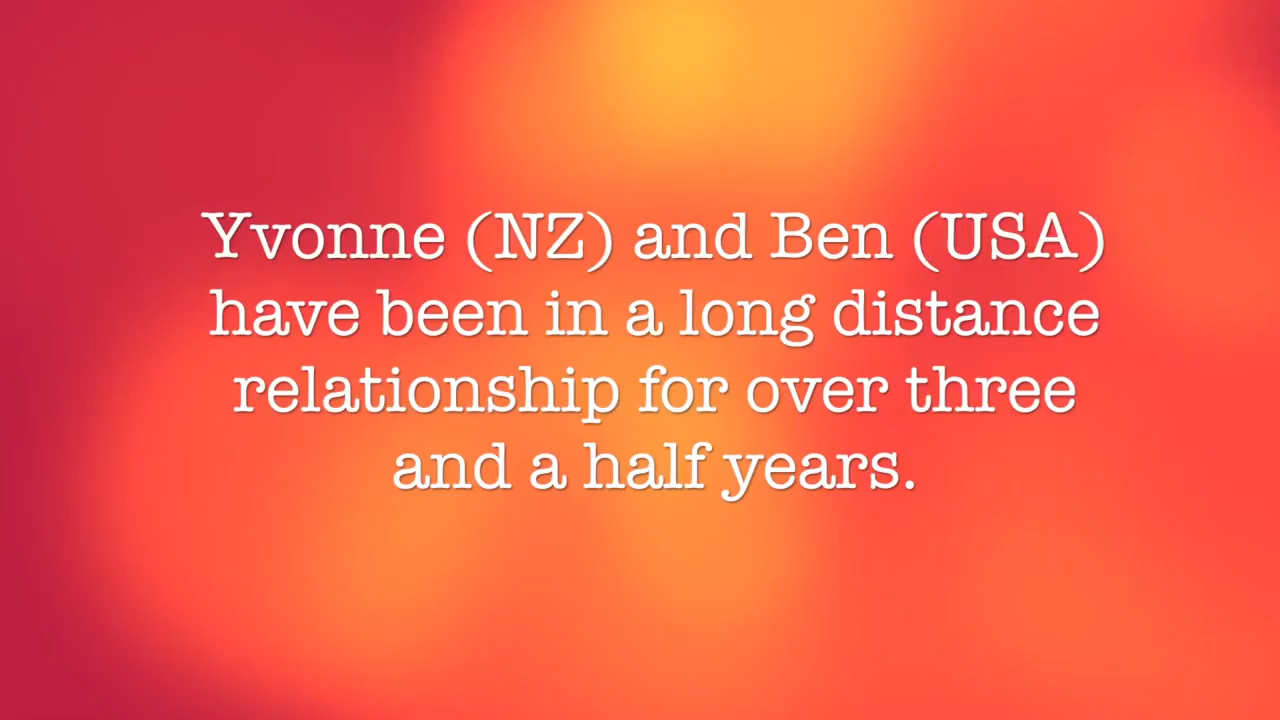 Yvonne (NZ) and Ben (USA)
have been in a long distance
relationship for over three
and a half years.